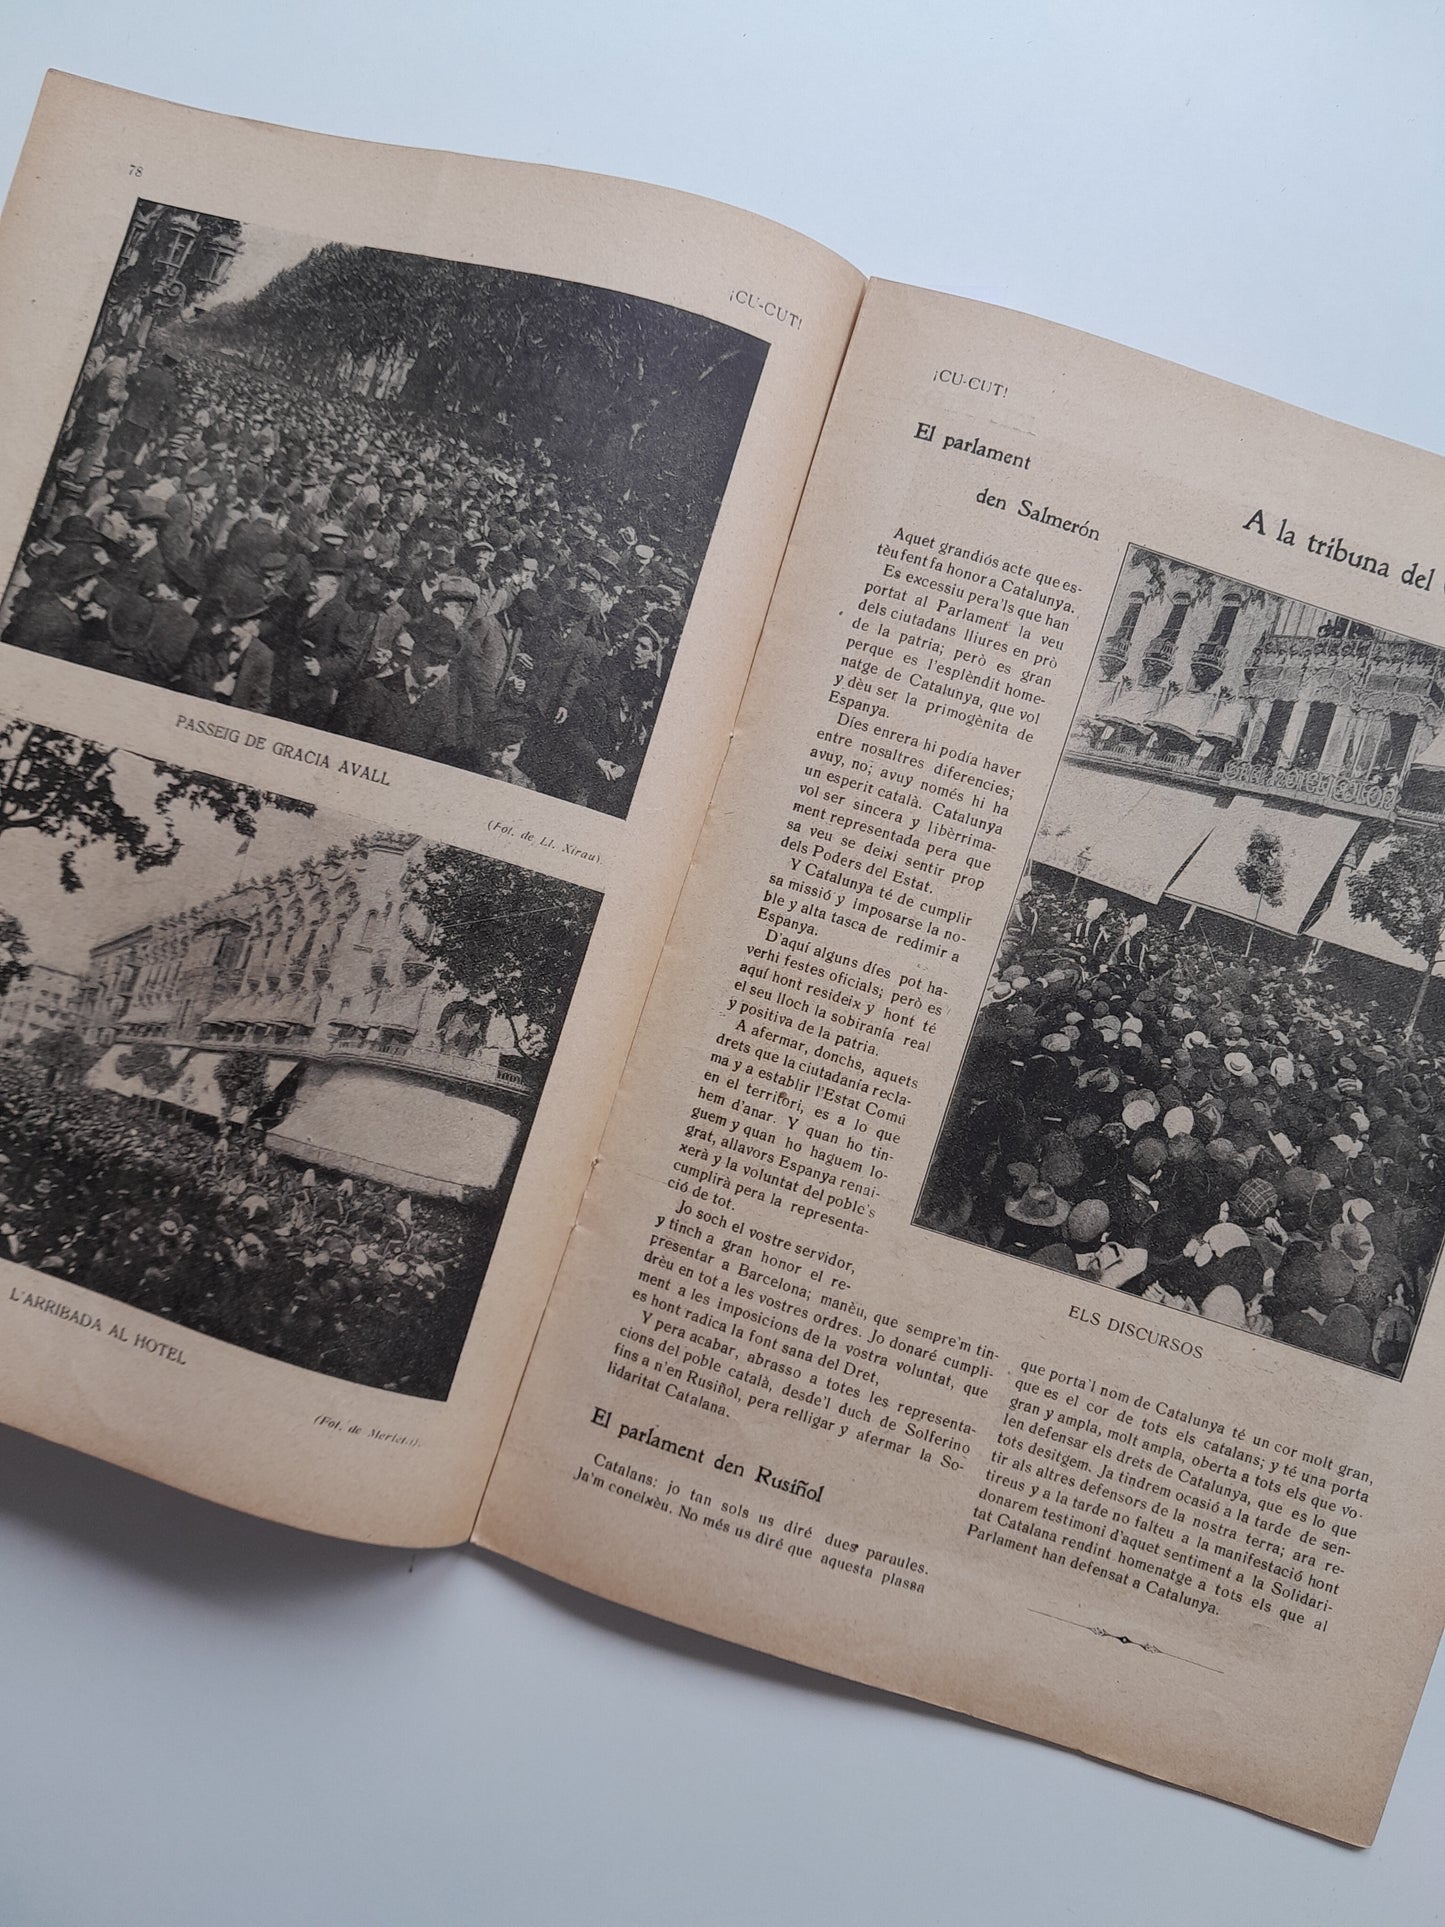 78
¡CU-CUT!
PASSEIG DE GRACIA AVALL
(Fot. de Ll. Xirau).
L'ARRIBADA AL HOTEL
(Fot. de Merletti).
¡CU-CUT!
El parlament
den Salmerón
A la tribuna del
Aquet grandiós acte que es-
tèu fent fa honor a Catalunya.
Es excessiu pera'ls que han
portat al Parlament la veu
dels ciutadans lliures en prò
de la patria; però es gran
perque es l'esplèndit home-
natge de Catalunya, que vol
y dèu ser la primogènita de
Espanya.
Díes enrera hi podía haver
entre nosaltres diferencies;
avuy, no; avuy només hi ha
un esperit català. Catalunya
vol ser sincera y libèrrima-
ment representada pera que
sa veu se deixi sentir prop
dels Poders del Estat.
Y Catalunya té de cumplir
sa missió y imposarse la no-
ble y alta tasca de redimir a
Espanya.
D'aquí alguns díes pot ha-
verhi festes oficials; però es
aquí hont resideix y hont té
el seu lloch la sobiranía real
y positiva de la patria.
A afermar, donchs, aquets
drets que la ciutadanía recla-
ma y a establir l'Estat Comú
en el territori, es a lo que
hem d'anar. Y quan ho tin-
guem y quan ho haguem lo-
grat, allavors Espanya renai-
xerà y la voluntat del poble's
cumplirà pera la representa-
ció de tot.
Jo soch el vostre servidor,
y tinch a gran honor el re-
presentar a Barcelona; manèu, que sempre'm tin-
drèu en tot a les vostres ordres. Jo donaré cumpli-
ment a les imposicions de la vostra voluntat, que
es hont radica la font sana del Dret,
Y pera acabar, abrasso a totes les representa-
cions del poble català, desde'l duch de Solferino
fins a n'en Rusiñol, pera relligar y afermar la So-
lidaritat Catalana.
El parlament den Rusiñol
Catalans: jo tan sols us diré dues paraules.
Ja'm coneixèu. No més us diré que aquesta plassa
ELS DISCURSOS
que porta'l nom de Catalunya té un cor molt gran,
que es el cor de tots els catalans; y té una porta
gran y ampla, molt ampla, oberta a tots els que vo-
len defensar els drets de Catalunya, que es lo que
tots desitgem. Ja tindrem ocasió a la tarde de sen-
tir als altres defensors de la nostra terra; ara re-
tireus y a la tarde no falteu a la manifestació hont
donarem testimoni d'aquet sentiment a la Solidari-
tat Catalana rendint homenatge a tots els que al
Parlament han defensat a Catalunya.